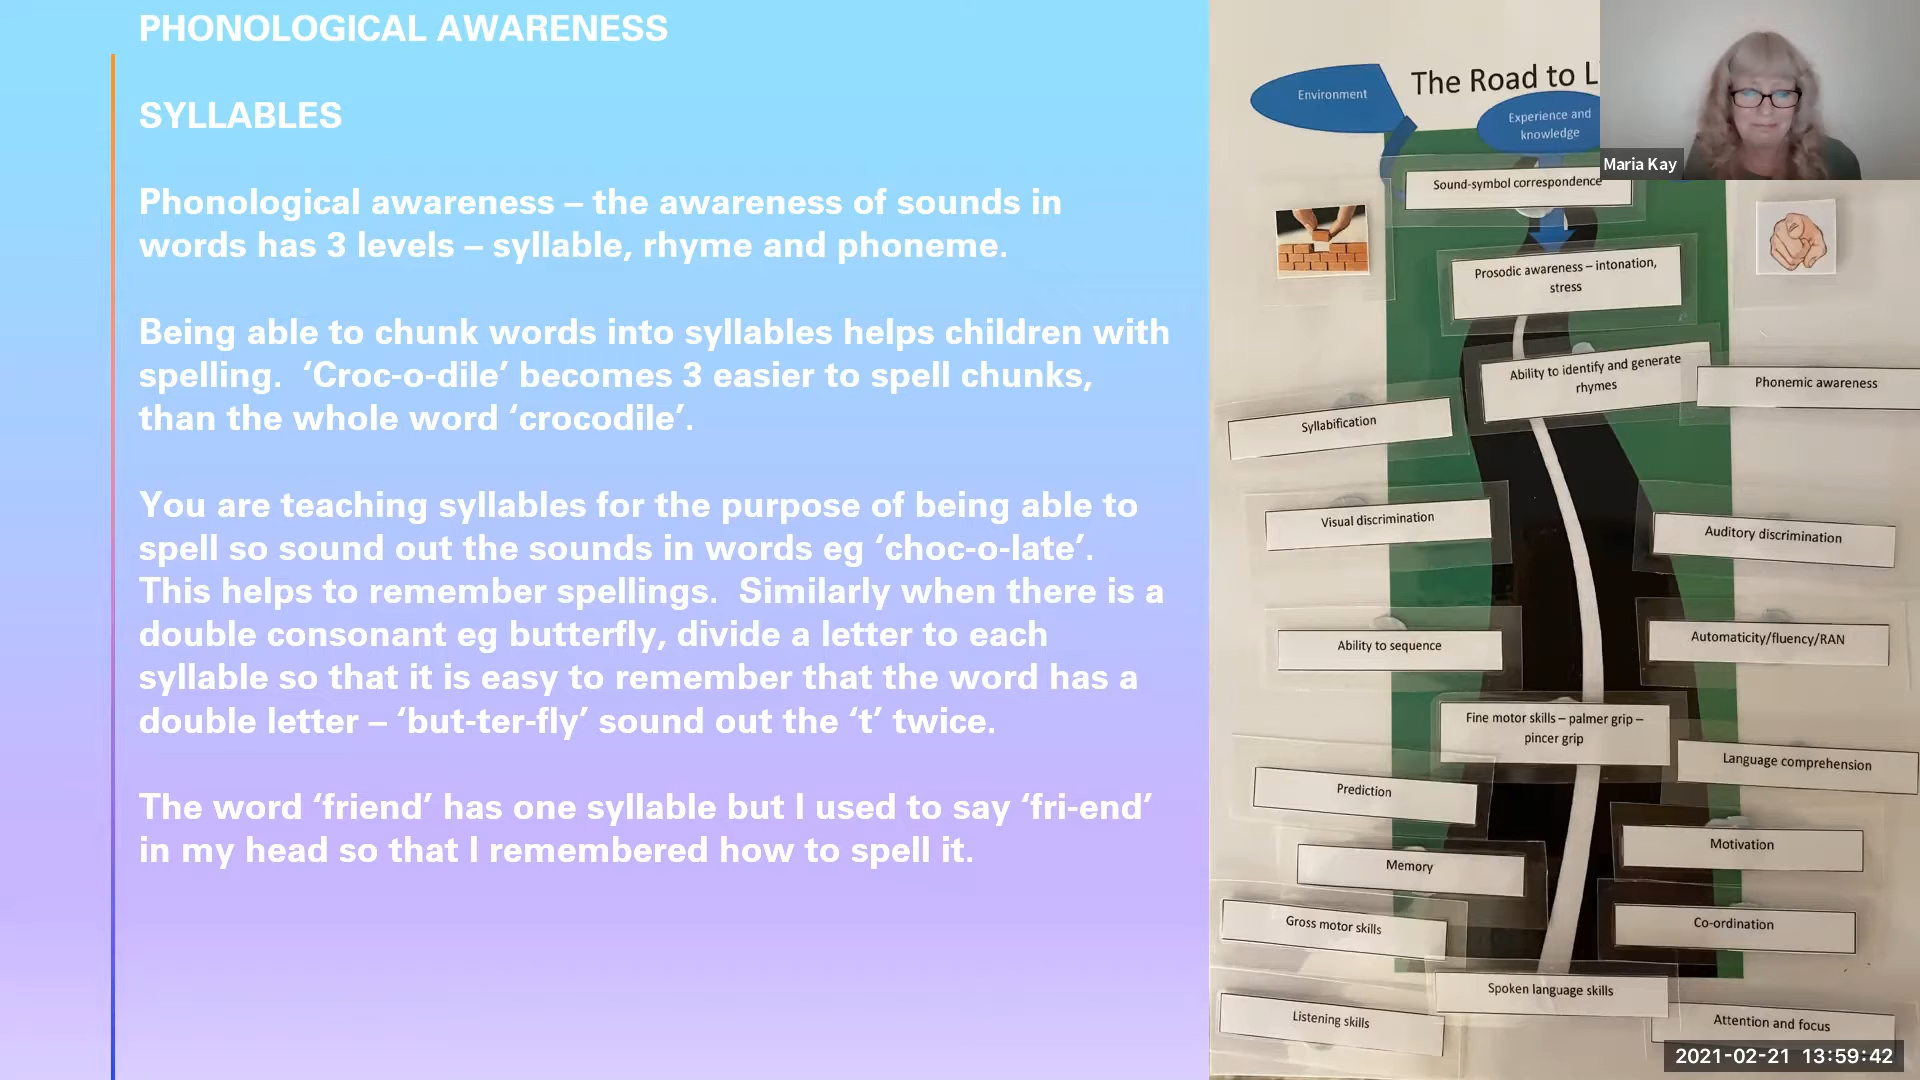 PHONOLOGICAL AWARENESS
SYLLABLES
Phonological awareness – the awareness of sounds in
words has 3 levels – syllable, rhyme and phoneme.
Being able to chunk words into syllables helps children with
spelling.  ‘Croc-o-dile’ becomes 3 easier to spell chunks,
than the whole word ‘crocodile’.
You are teaching syllables for the purpose of being able to
spell so sound out the sounds in words eg ‘choc-o-late’.
This helps to remember spellings.  Similarly when there is a
double consonant eg butterfly, divide a letter to each
syllable so that it is easy to remember that the word has a
double letter – ‘but-ter-fly’ sound out the ‘t’ twice.
The word ‘friend’ has one syllable but I used to say ‘fri-end’
in my head so that I remembered how to spell it.
The Road to
Environment
Experience and
knowledge
Maria Kay
Sound-symbol correspondence
Prosodic awareness – intonation,
stress
Ability to identify and generate
rhymes
Phonemic awareness
Syllabification
Visual discrimination
Auditory discrimination
Ability to sequence
Automaticity/fluency/RAN
Fine motor skills – palmer grip –
pincer grip
Language comprehension
Prediction
Motivation
Memory
Gross motor skills
Co-ordination
Spoken language skills
Listening skills
Attention and focus
2021-02-21 13:59:42